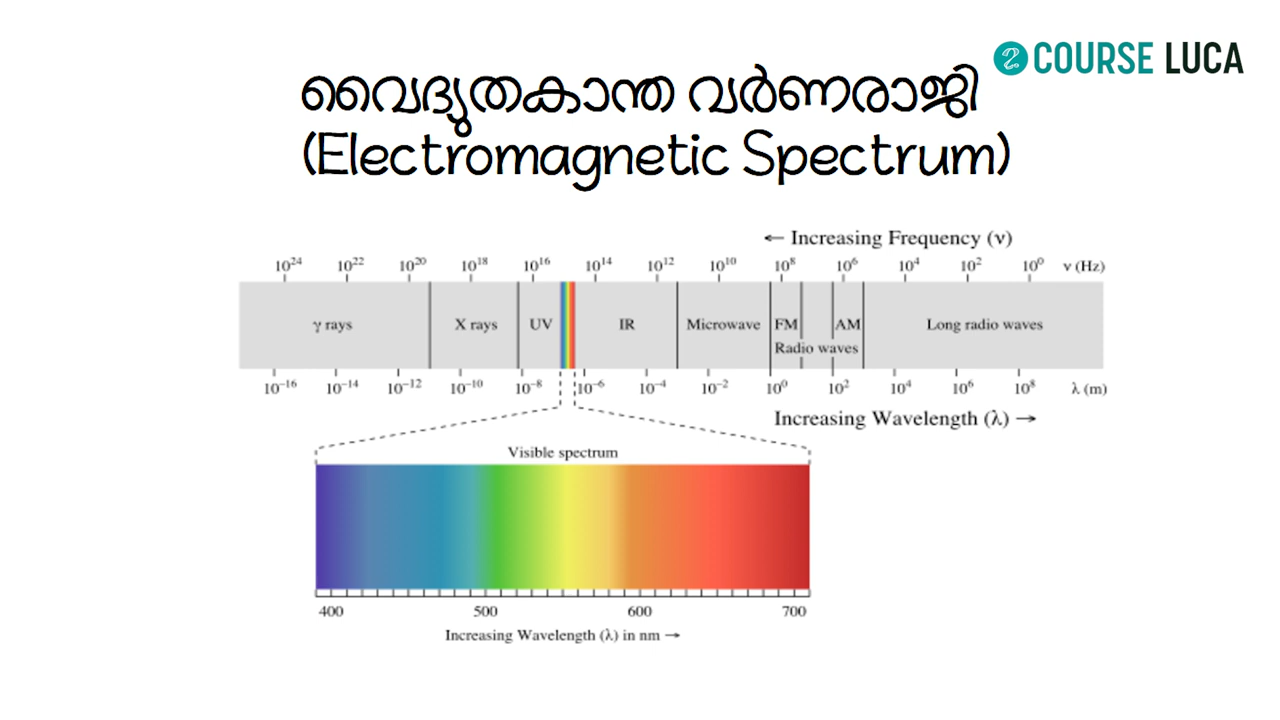 COURSE LUCA
വൈദ്യുതകാന്ത വർണരാജി
(Electromagnetic Spectrum)
← Increasing Frequency (ν)
10²⁴ 10²² 10²⁰ 10¹⁸ 10¹⁶ 10¹⁴ 10¹² 10¹⁰ 10⁸ 10⁶ 10⁴ 10² 10⁰ ν (Hz)
γ rays X rays UV IR Microwave FM AM Long radio waves
Radio waves
10⁻¹⁶ 10⁻¹⁴ 10⁻¹² 10⁻¹⁰ 10⁻⁸ 10⁻⁶ 10⁻⁴ 10⁻² 10⁰ 10² 10⁴ 10⁶ 10⁸ λ (m)
Increasing Wavelength (λ) →
Visible spectrum
400 500 600 700
Increasing Wavelength (λ) in nm →